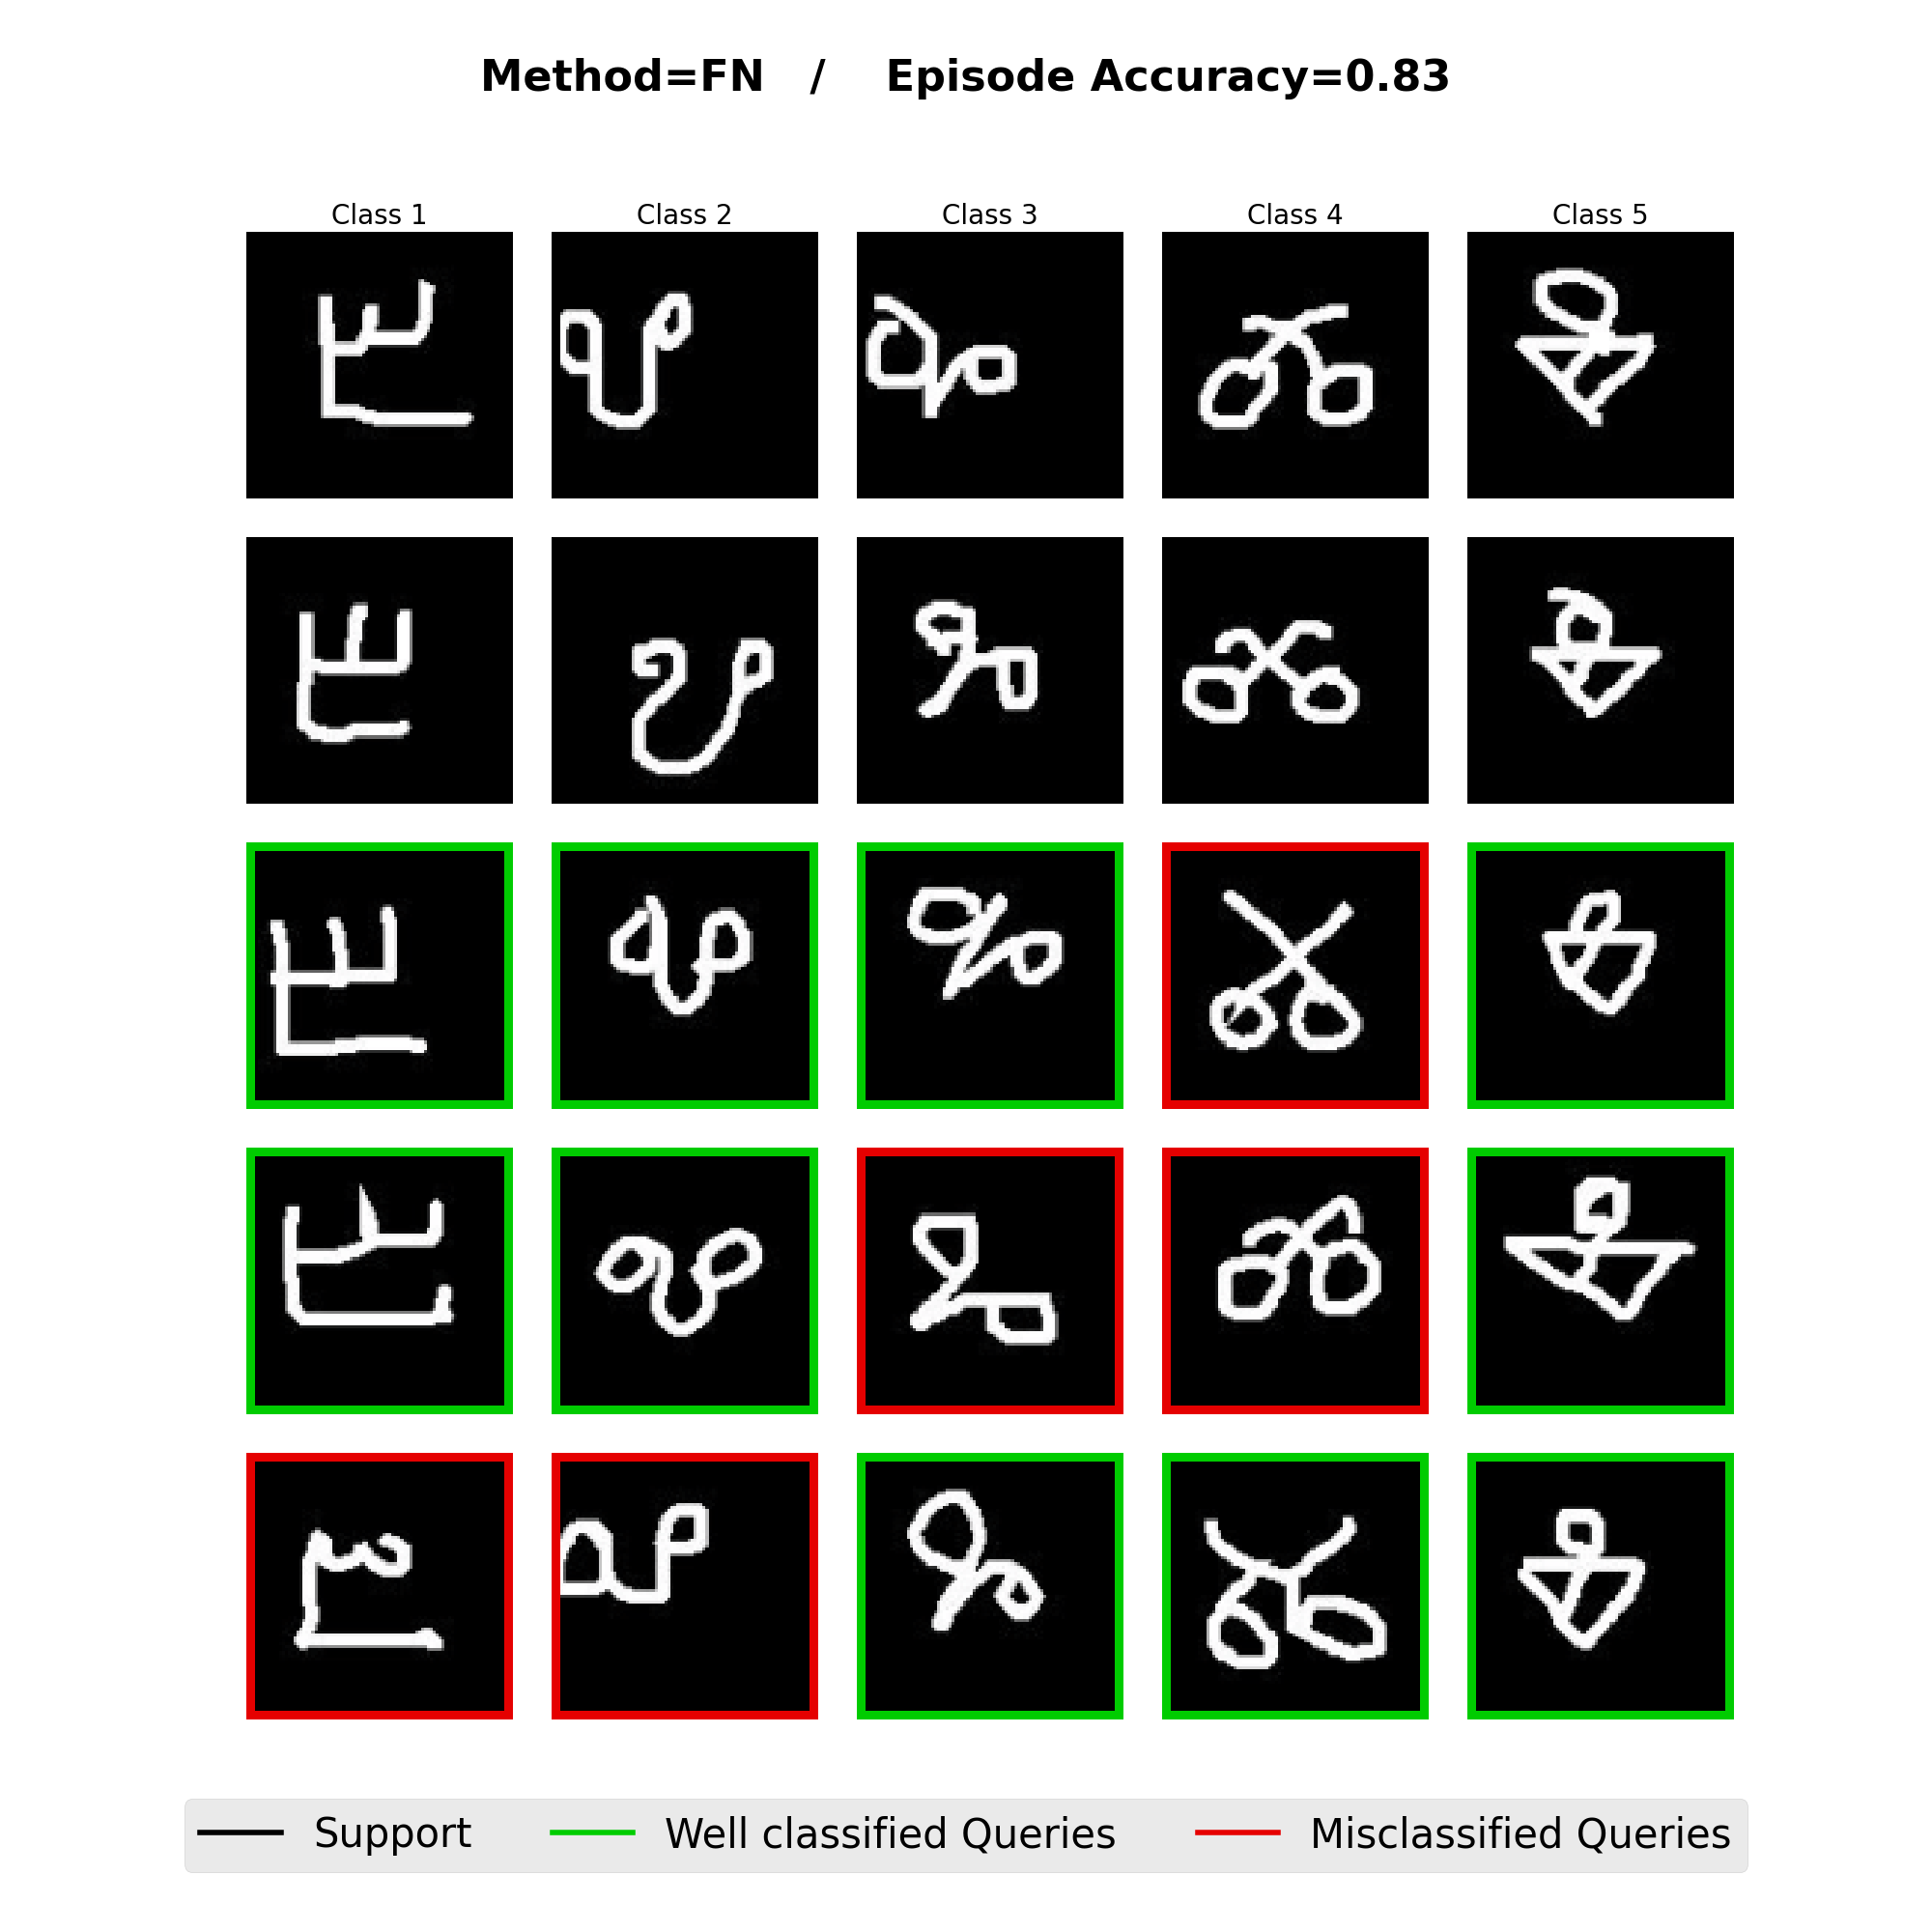 Method=FN / Episode Accuracy=0.83
Class 1 Class 2 Class 3 Class 4 Class 5
Support Well classified Queries Misclassified Queries